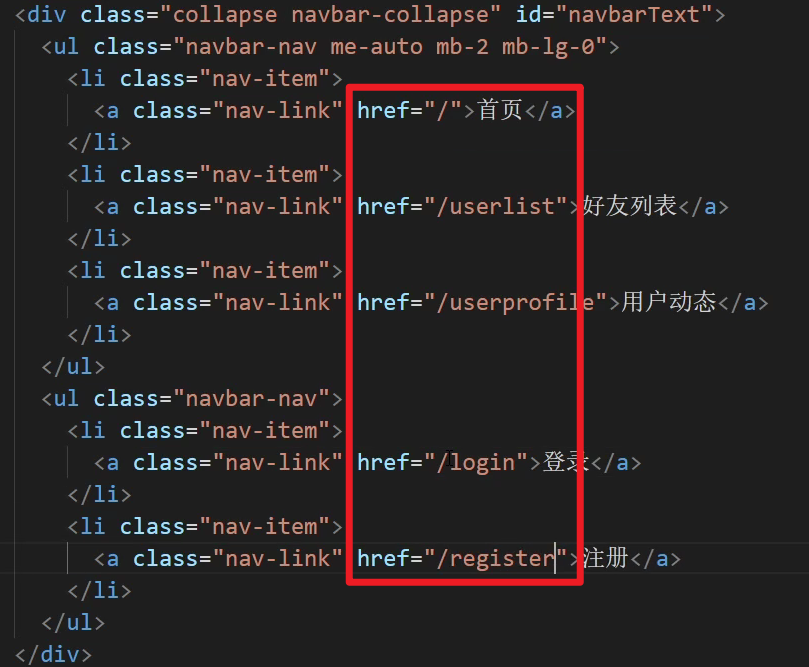 <div class="collapse navbar-collapse" id="navbarText">
<ul class="navbar-nav me-auto mb-2 mb-lg-0">
<li class="nav-item">
<a class="nav-link" href="/">首页</a>
</li>
<li class="nav-item">
<a class="nav-link" href="/userlist">好友列表</a>
</li>
<li class="nav-item">
<a class="nav-link" href="/userprofile">用户动态</a>
</li>
</ul>
<ul class="navbar-nav">
<li class="nav-item">
<a class="nav-link" href="/login">登录</a>
</li>
<li class="nav-item">
<a class="nav-link" href="/register">注册</a>
</li>
</ul>
</div>